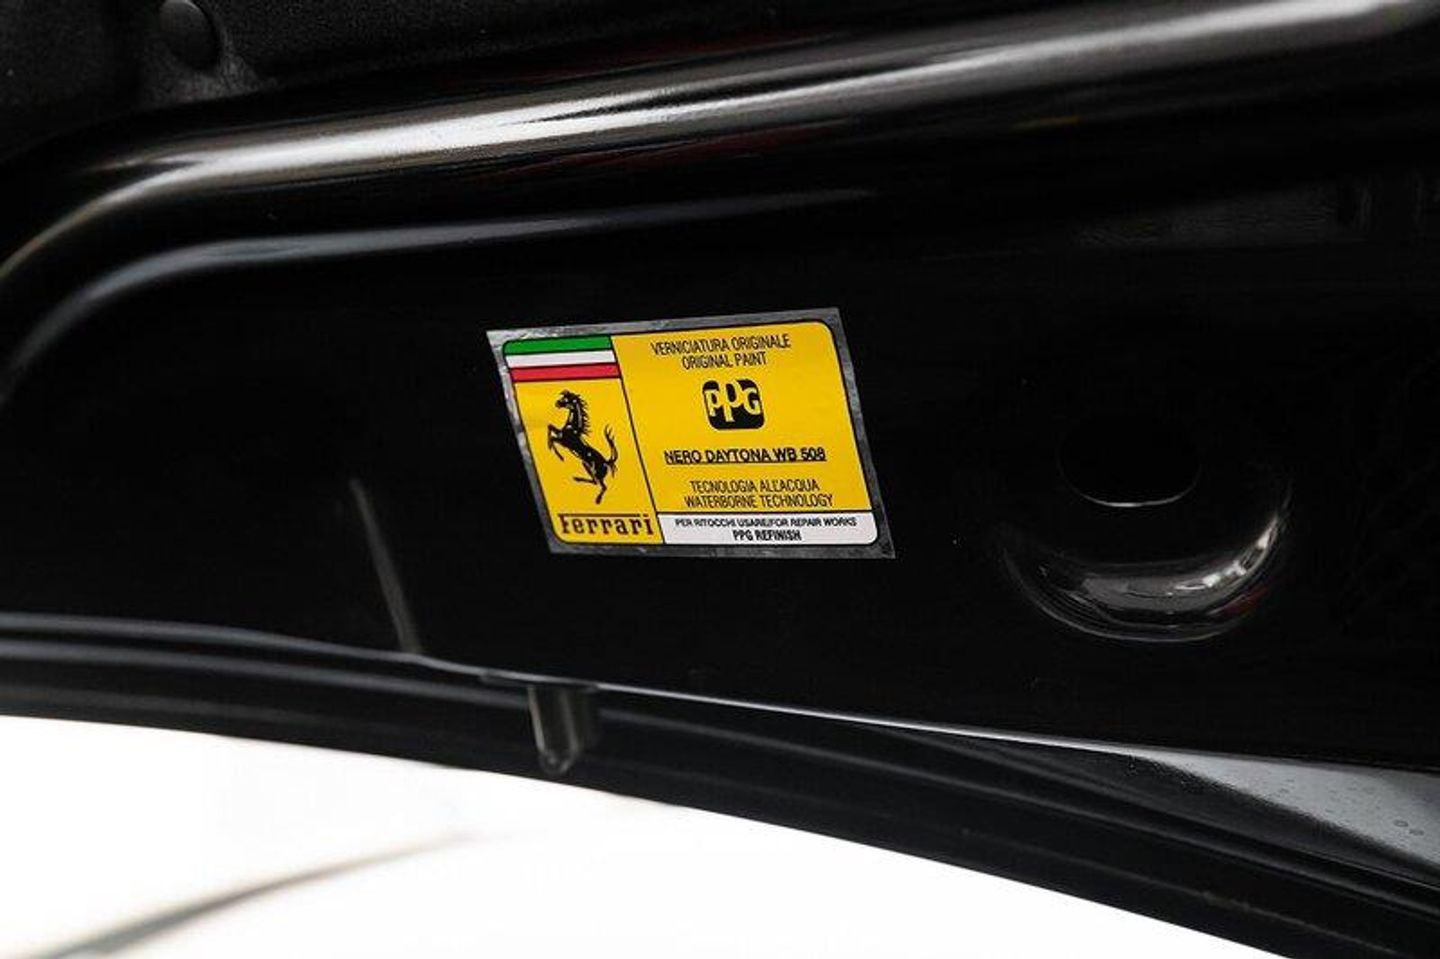 VERNICIATURA ORIGINALE
ORIGINAL PAINT
PPG
NERO DAYTONA WB 508
TECNOLOGIA ALL'ACQUA
WATERBORNE TECHNOLOGY
Ferrari
PER RITOCCHI USARE/FOR REPAIR WORKS
PPG REFINISH